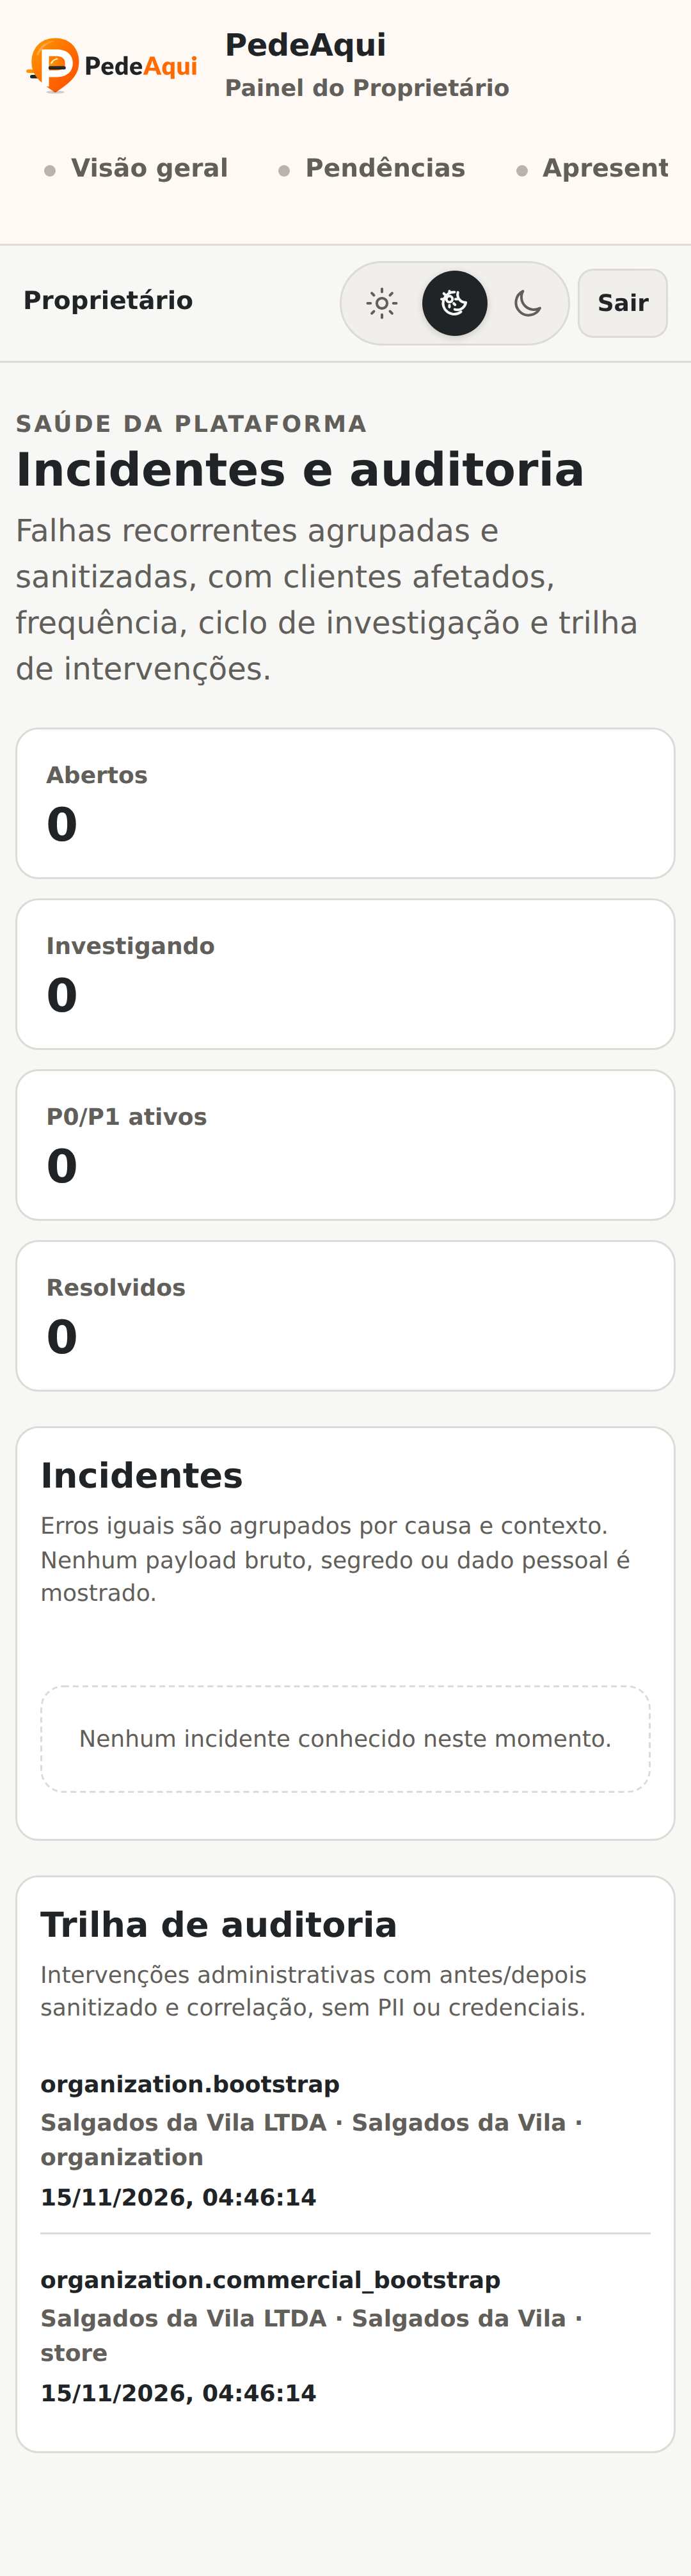 PedeAqui
PedeAqui
Painel do Proprietário
Visão geral
Pendências
Apresent
Proprietário
Sair
SAÚDE DA PLATAFORMA
Incidentes e auditoria
Falhas recorrentes agrupadas e
sanitizadas, com clientes afetados,
frequência, ciclo de investigação e trilha
de intervenções.
Abertos
0
Investigando
0
P0/P1 ativos
0
Resolvidos
0
Incidentes
Erros iguais são agrupados por causa e contexto.
Nenhum payload bruto, segredo ou dado pessoal é
mostrado.
Nenhum incidente conhecido neste momento.
Trilha de auditoria
Intervenções administrativas com antes/depois
sanitizado e correlação, sem PII ou credenciais.
organization.bootstrap
Salgados da Vila LTDA · Salgados da Vila ·
organization
15/11/2026, 04:46:14
organization.commercial_bootstrap
Salgados da Vila LTDA · Salgados da Vila ·
store
15/11/2026, 04:46:14